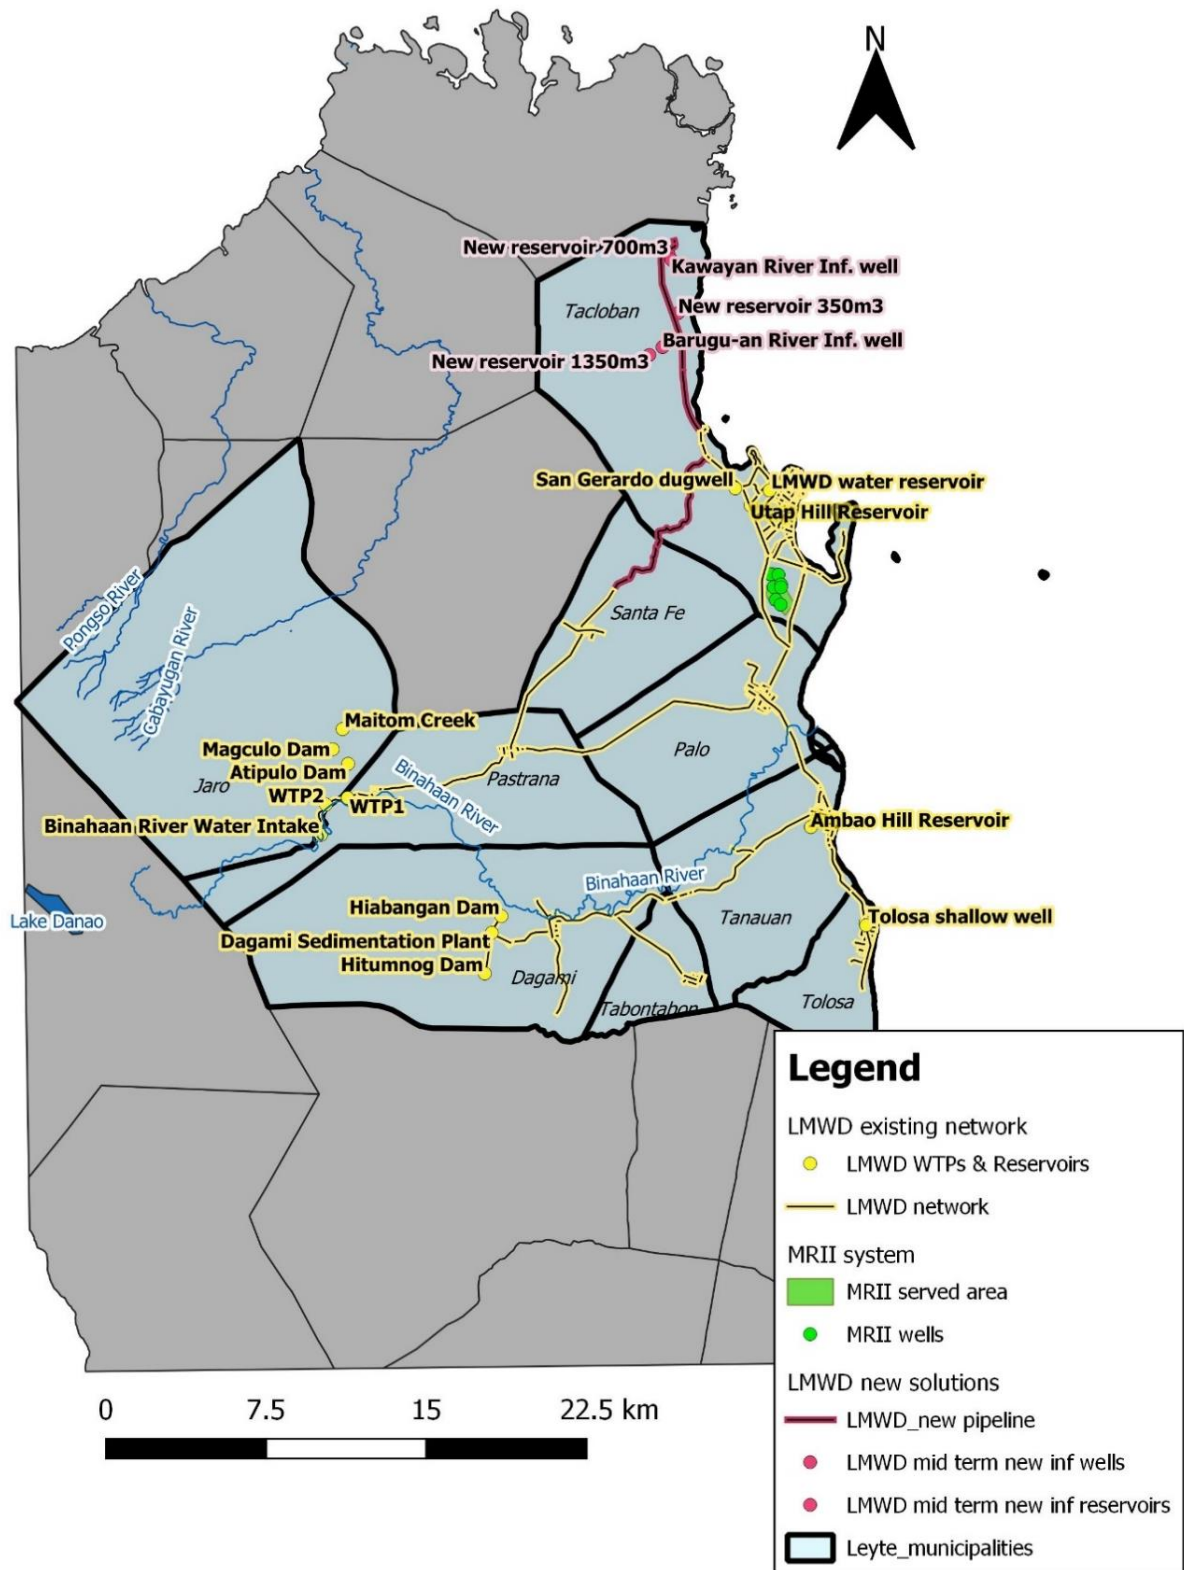 N
New reservoir 700m3
Kawayan River Inf. well
Tacloban
New reservoir 350m3
Barugu-an River Inf. well
New reservoir 1350m3
San Gerardo dugwell
LMWD water reservoir
Utap Hill Reservoir
Pongso River
Cabayugan River
Santa Fe
Maitom Creek
Magculo Dam
Atipulo Dam
Jaro
WTP2
WTP1
Binahaan River
Pastrana
Palo
Binahaan River Water Intake
Ambao Hill Reservoir
Binahaan River
Lake Danao
Hiabangan Dam
Tanauan
Tolosa shallow well
Dagami Sedimentation Plant
Hitumnog Dam
Dagami
Tabontabon
Tolosa
Legend
LMWD existing network
LMWD WTPs & Reservoirs
LMWD network
MRII system
MRII served area
MRII wells
LMWD new solutions
LMWD_new pipeline
LMWD mid term new inf wells
LMWD mid term new inf reservoirs
Leyte_municipalities
0 7.5 15 22.5 km